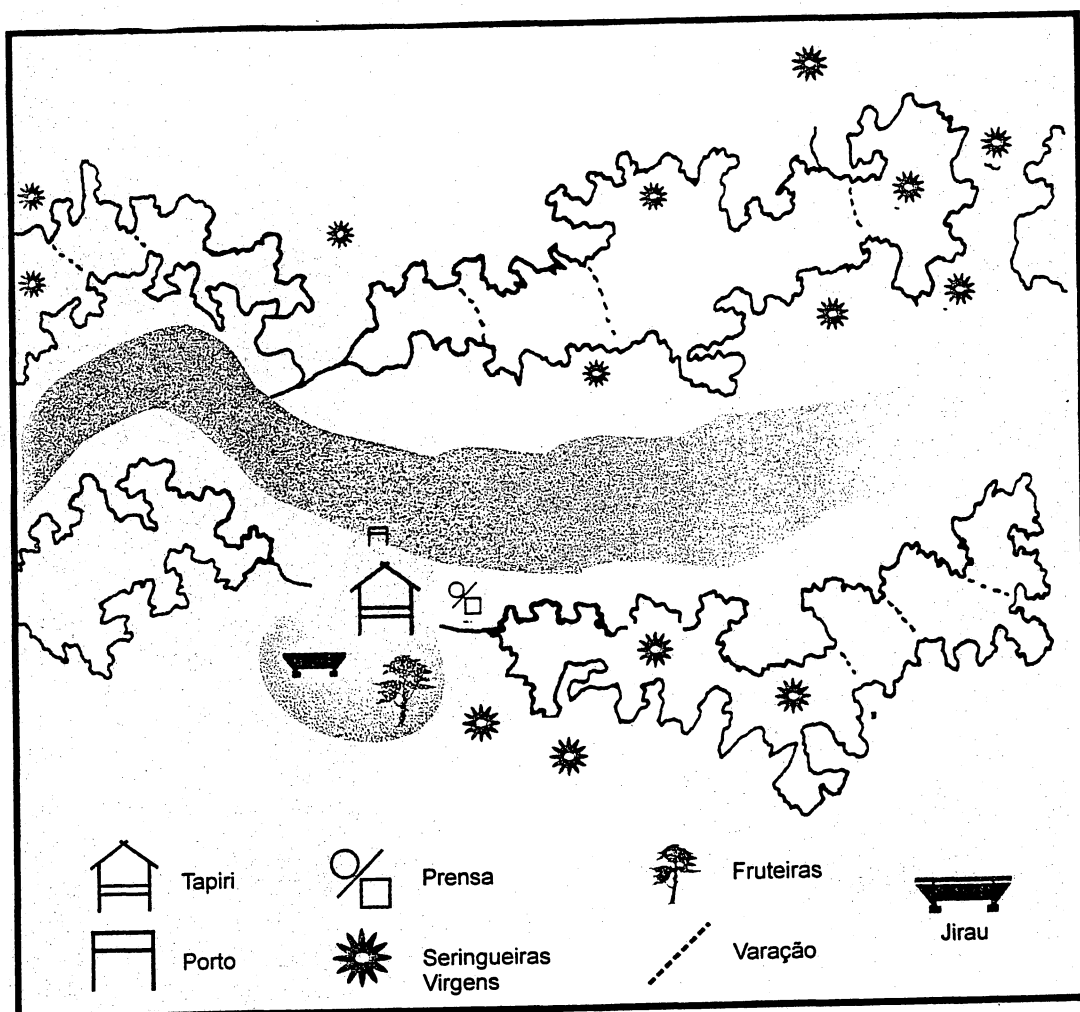 Tapiri
Prensa
Fruteiras
Jirau
Porto
Seringueiras
Virgens
Varação